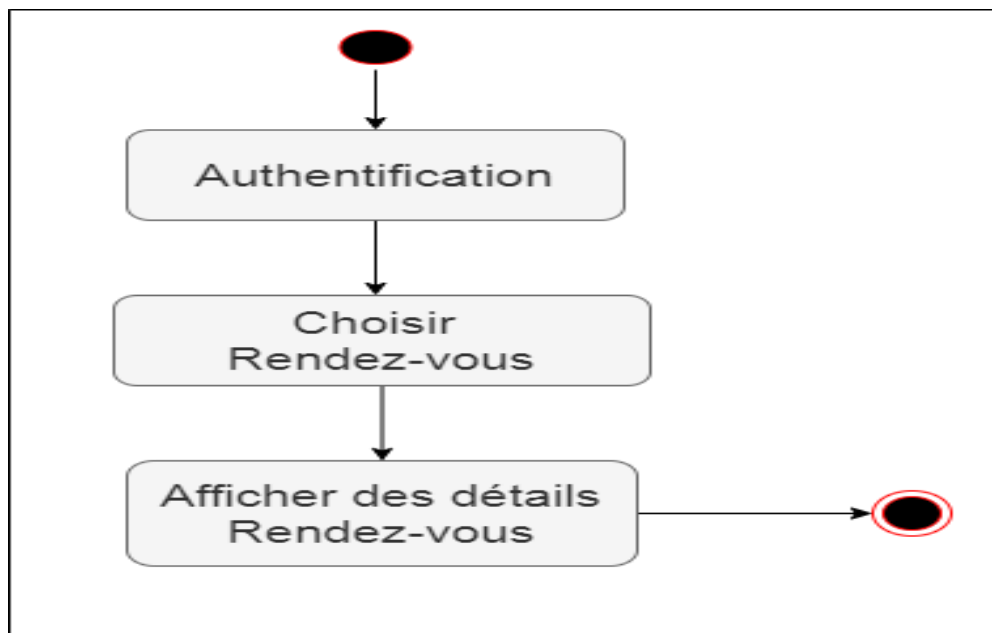 Authentification
Choisir
Rendez-vous
Afficher des détails
Rendez-vous